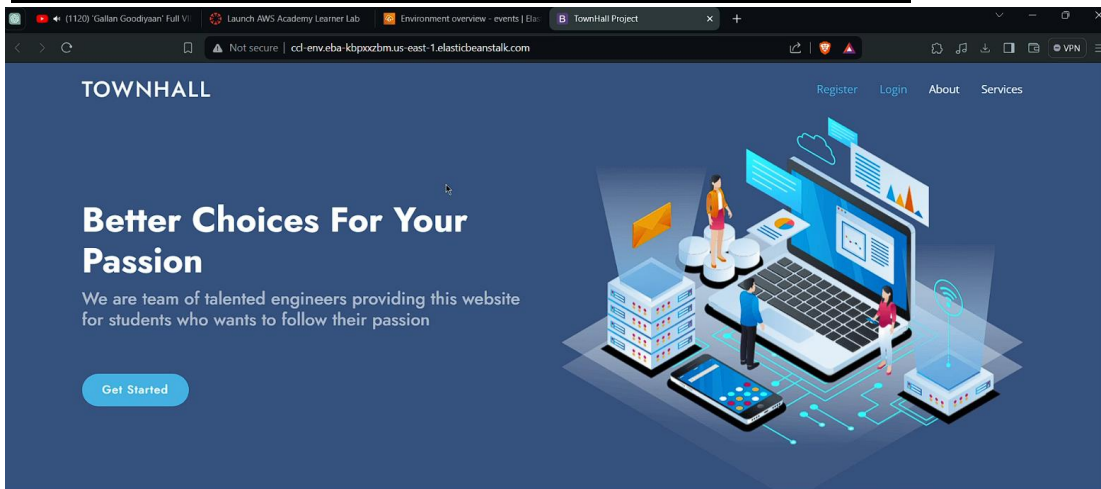 (1120) 'Gallan Goodiyaan' Full VI
Launch AWS Academy Learner Lab
Environment overview - events | Elas
TownHall Project
Not secure
ccl-env.eba-kbpxxzbm.us-east-1.elasticbeanstalk.com
VPN
TOWNHALL
Register
Login
About
Services
Better Choices For Your
Passion
We are team of talented engineers providing this website
for students who wants to follow their passion
Get Started